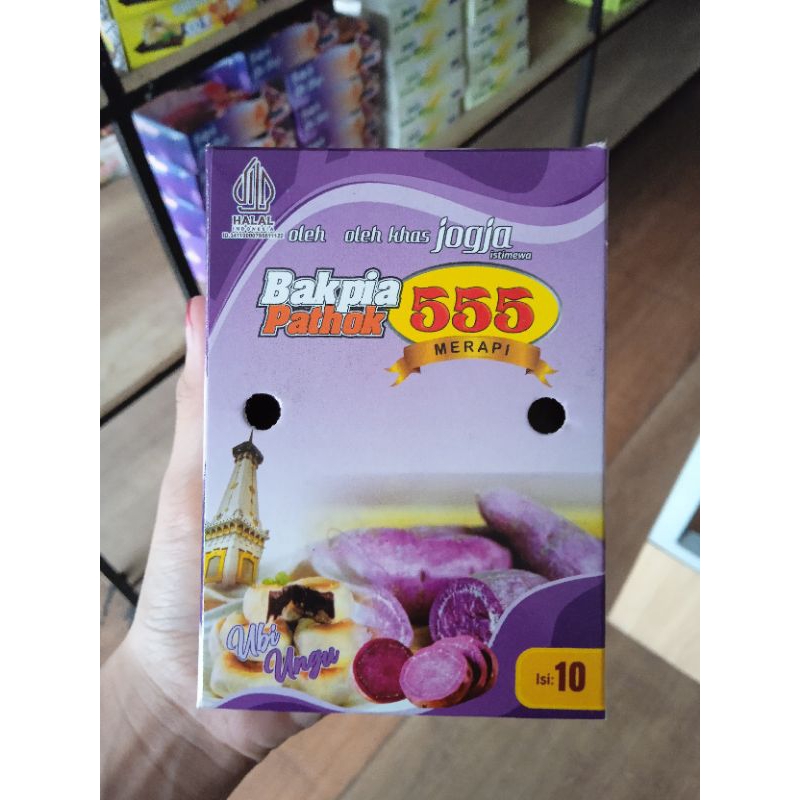 HALAL
INDONESIA
oleh oleh khas jogja
istimewa
Bakpia
Pathok
555
MERAPI
Ubi
Ungu
Isi: 10